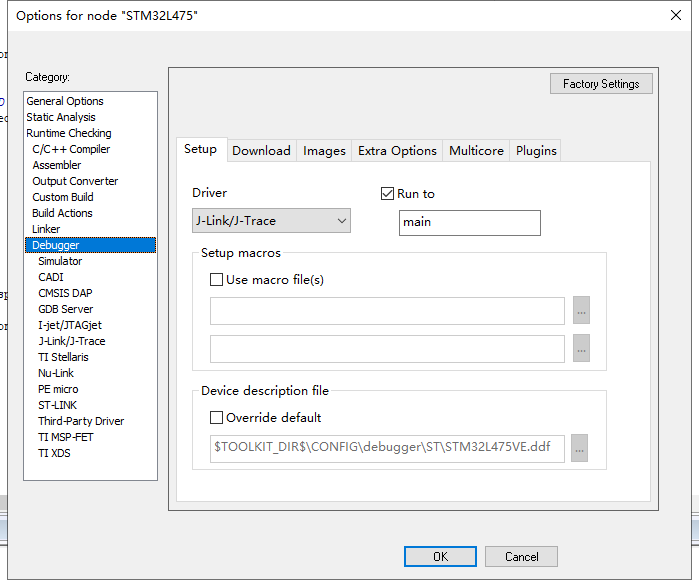 Options for node "STM32L475"
Category:
Factory Settings
General Options
Static Analysis
Runtime Checking
C/C++ Compiler
Assembler
Output Converter
Custom Build
Build Actions
Linker
Debugger
Simulator
CADI
CMSIS DAP
GDB Server
I-jet/JTAGjet
J-Link/J-Trace
TI Stellaris
Nu-Link
PE micro
ST-LINK
Third-Party Driver
TI MSP-FET
TI XDS
Setup Download Images Extra Options Multicore Plugins
Driver
Run to
J-Link/J-Trace
main
Setup macros
Use macro file(s)
...
...
Device description file
Override default
$TOOLKIT_DIR$\CONFIG\debugger\ST\STM32L475VE.ddf
...
OK Cancel